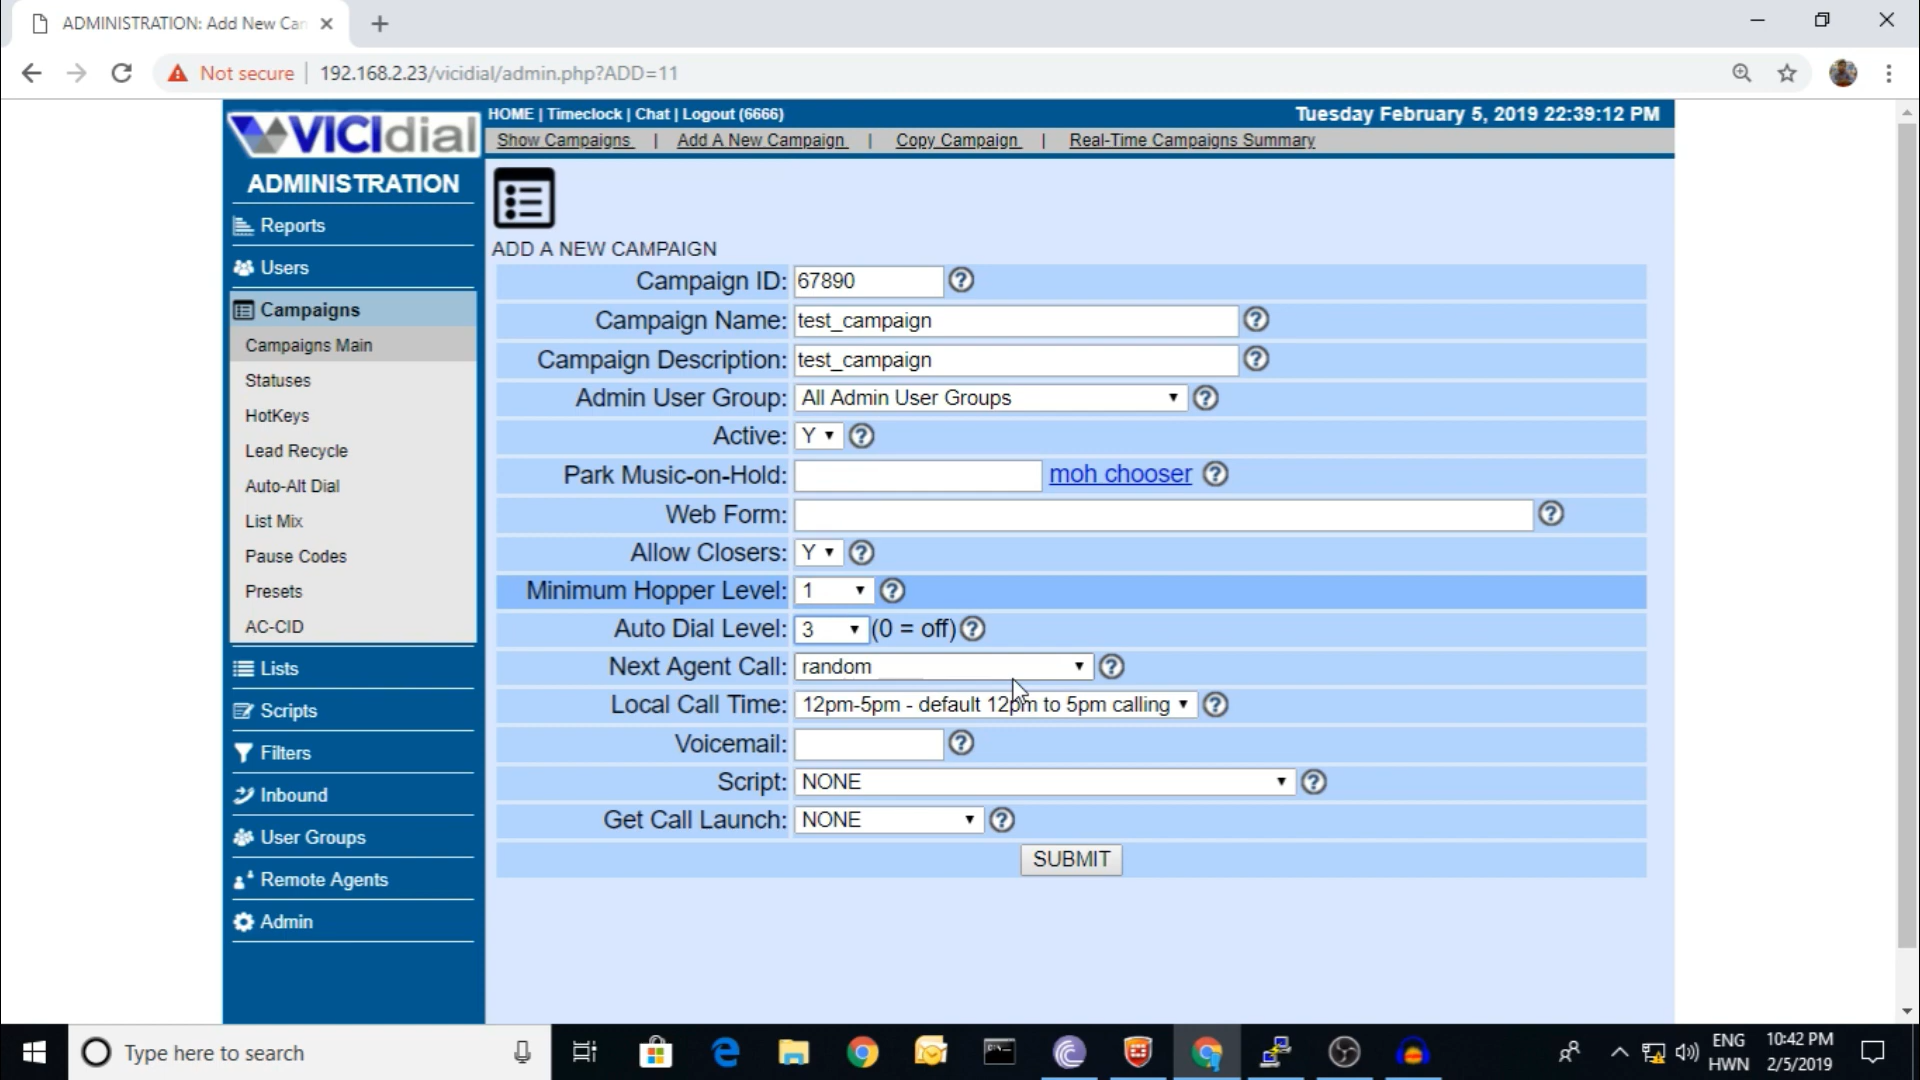 ADMINISTRATION: Add New Can
Not secure | 192.168.2.23/vicidial/admin.php?ADD=11
VICIdial
HOME | Timeclock | Chat | Logout (6666)
Tuesday February 5, 2019 22:39:12 PM
Show Campaigns | Add A New Campaign | Copy Campaign | Real-Time Campaigns Summary
ADMINISTRATION
Reports
Users
Campaigns
Campaigns Main
Statuses
HotKeys
Lead Recycle
Auto-Alt Dial
List Mix
Pause Codes
Presets
AC-CID
Lists
Scripts
Filters
Inbound
User Groups
Remote Agents
Admin
ADD A NEW CAMPAIGN
Campaign ID: 67890
Campaign Name: test_campaign
Campaign Description: test_campaign
Admin User Group: All Admin User Groups
Active: Y
Park Music-on-Hold: moh chooser
Web Form:
Allow Closers: Y
Minimum Hopper Level: 1
Auto Dial Level: 3 (0 = off)
Next Agent Call: random
Local Call Time: 12pm-5pm - default 12pm to 5pm calling
Voicemail:
Script: NONE
Get Call Launch: NONE
SUBMIT
Type here to search
ENG
HWN
10:42 PM
2/5/2019